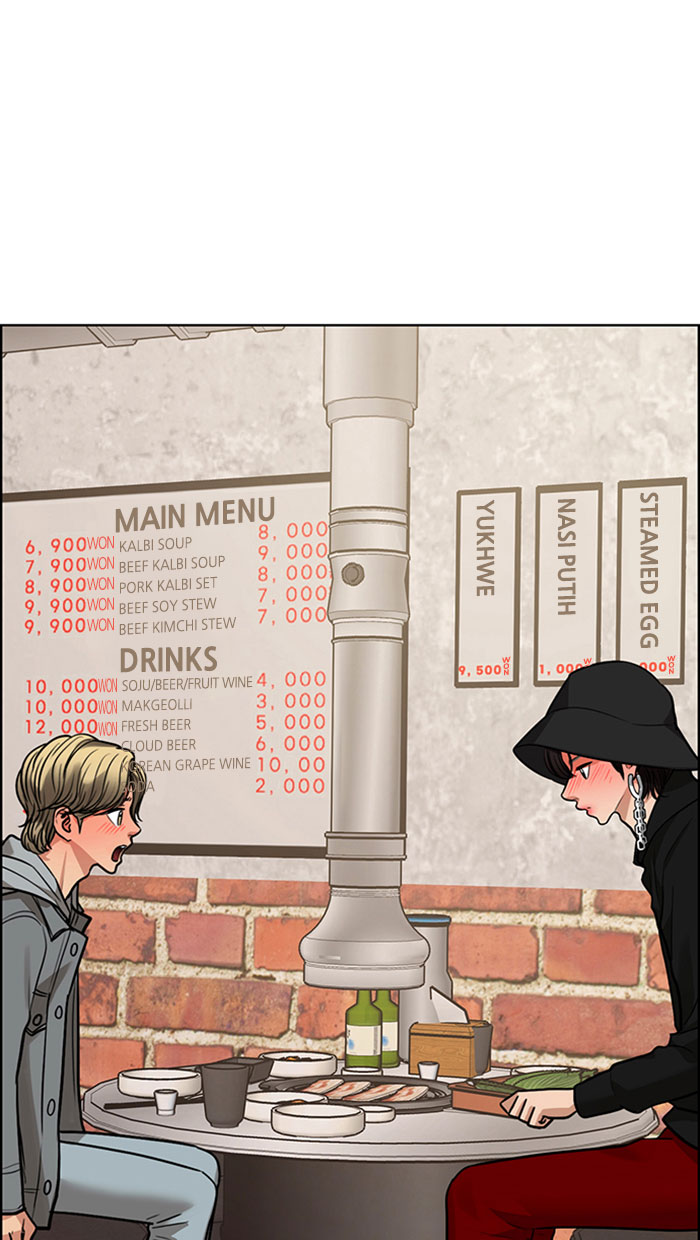 MAIN MENU
6, 900WON KALBI SOUP 8, 000
7, 900WON BEEF KALBI SOUP 9, 000
8, 900WON PORK KALBI SET 8, 000
9, 900WON BEEF SOY STEW 7, 000
9, 900WON BEEF KIMCHI STEW 7, 000
DRINKS
10, 000WON SOJU/BEER/FRUIT WINE 4, 000
10, 000WON MAKGEOLLI 3, 000
12, 000WON FRESH BEER 5, 000
CLOUD BEER 6, 000
GRAPE WINE 10, 00
2, 000
YUKHWE
9, 500WON
NASI PUTIH
1, 000WON
STEAMED EGG
000WON